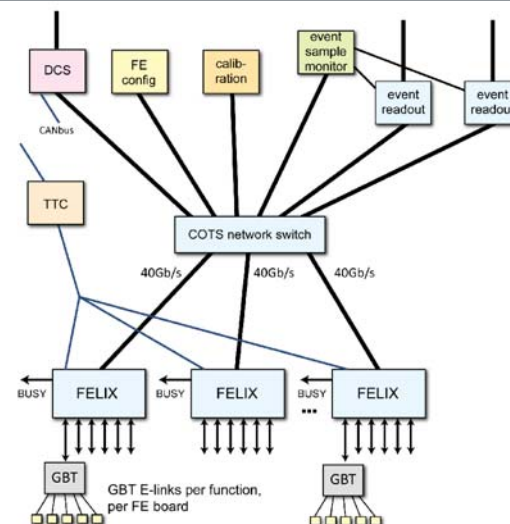 event
sample
monitor
DCS
FE
config
calib-
ration
event
readout
event
CANbus
TTC
COTS network switch
40Gb/s
40Gb/s
40Gb/s
BUSY
FELIX
BUSY
FELIX
BUSY
...
FELIX
GBT
GBT E-links per function,
per FE board
GBT